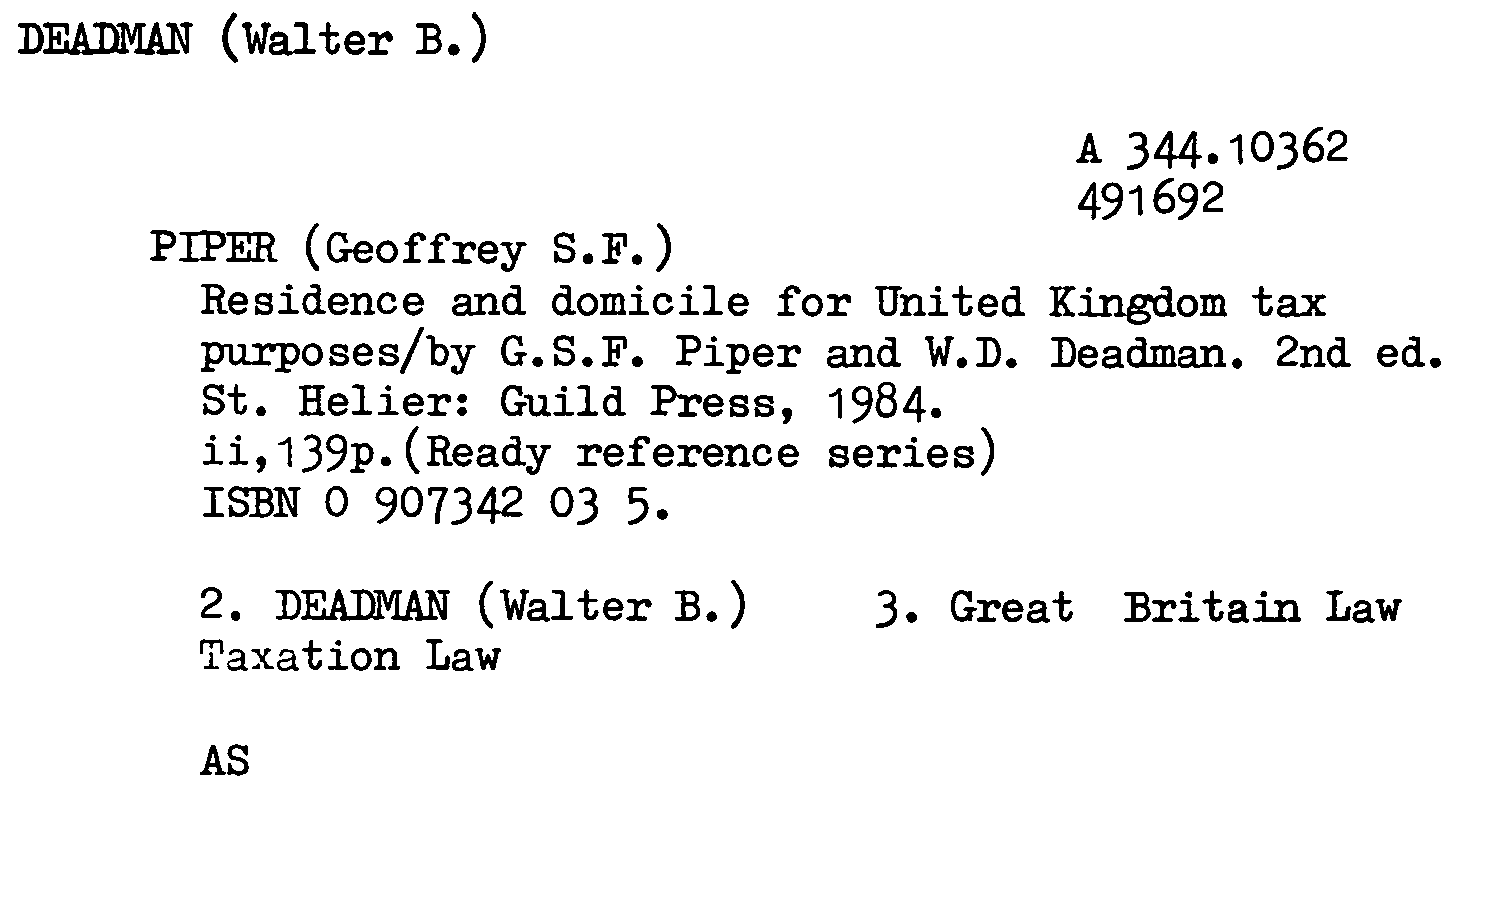 DEADMAN (Walter B.)
A 344.10362
491692
PIPER (Geoffrey S.F.)
Residence and domicile for United Kingdom tax
purposes/by G.S.F. Piper and W.D. Deadman. 2nd ed.
St. Helier: Guild Press, 1984.
ii,139p.(Ready reference series)
ISBN 0 907342 03 5.
2. DEADMAN (Walter B.) 3. Great Britain Law
Taxation Law
AS